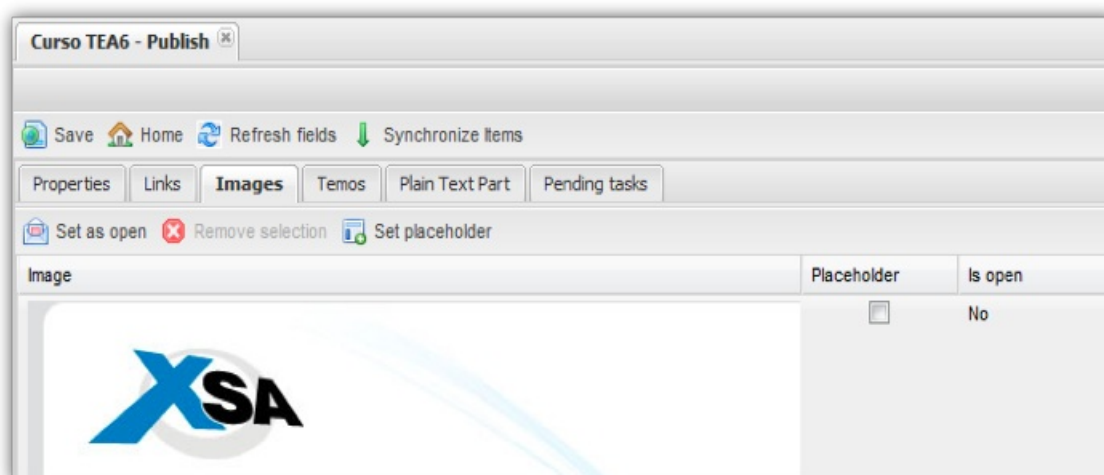 Curso TEA6 - Publish
Save Home Refresh fields Synchronize Items
Properties Links Images Temos Plain Text Part Pending tasks
Set as open Remove selection Set placeholder
Image Placeholder Is open
No
XSA